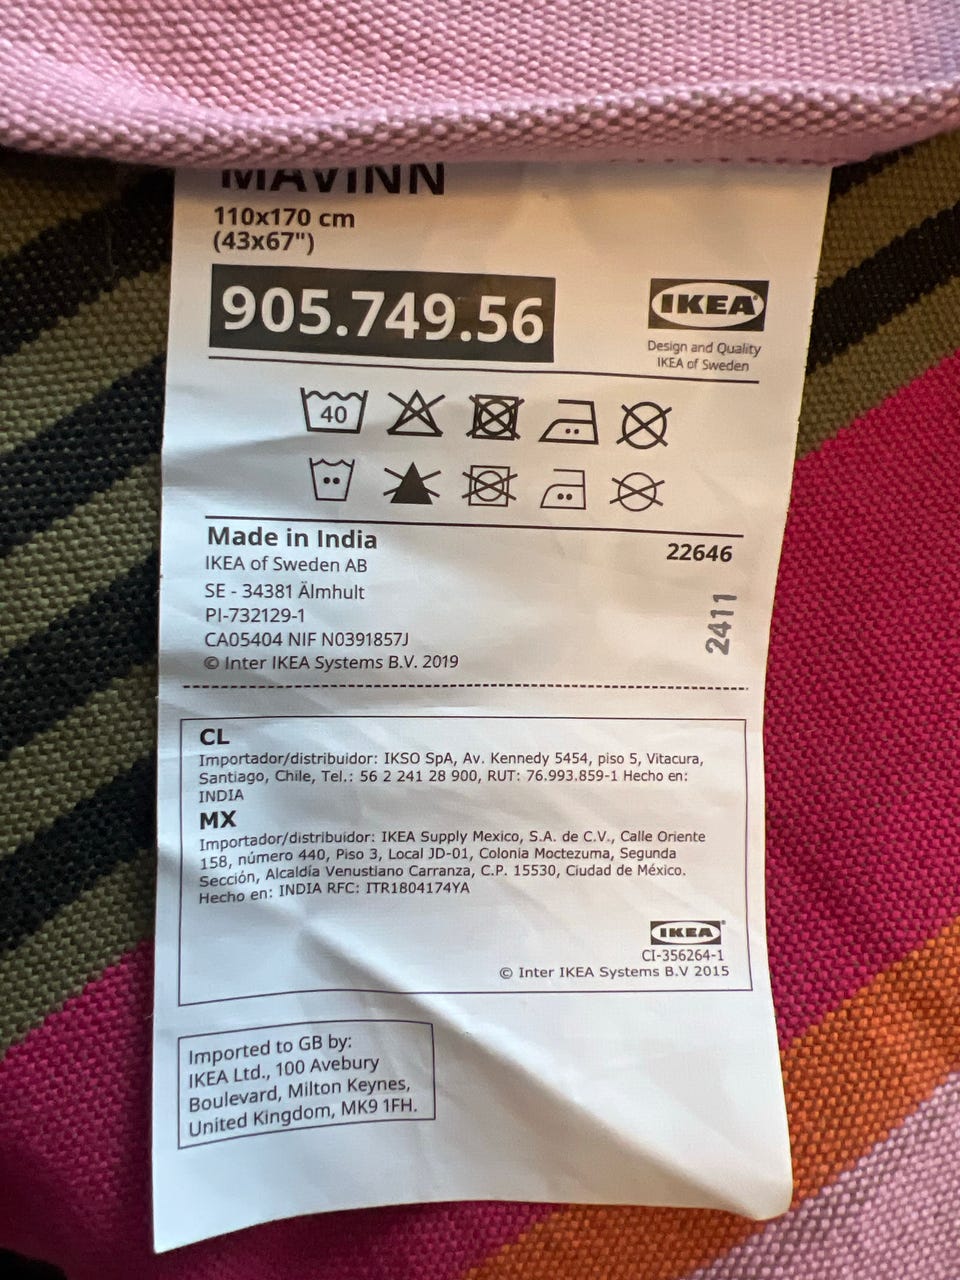 MÄVINN
110x170 cm
(43x67")
905.749.56
IKEA®
Design and Quality
IKEA of Sweden
40
Made in India
22646
IKEA of Sweden AB
SE - 34381 Älmhult
PI-732129-1
CA05404 NIF N0391857J
© Inter IKEA Systems B.V. 2019
2411
CL
Importador/distribuidor: IKSO SpA, Av. Kennedy 5454, piso 5, Vitacura,
Santiago, Chile, Tel.: 56 2 241 28 900, RUT: 76.993.859-1 Hecho en:
INDIA
MX
Importador/distribuidor: IKEA Supply Mexico, S.A. de C.V., Calle Oriente
158, número 440, Piso 3, Local JD-01, Colonia Moctezuma, Segunda
Sección, Alcaldía Venustiano Carranza, C.P. 15530, Ciudad de México.
Hecho en: INDIA RFC: ITR1804174YA
IKEA®
CI-356264-1
© Inter IKEA Systems B.V 2015
Imported to GB by:
IKEA Ltd., 100 Avebury
Boulevard, Milton Keynes,
United Kingdom, MK9 1FH.